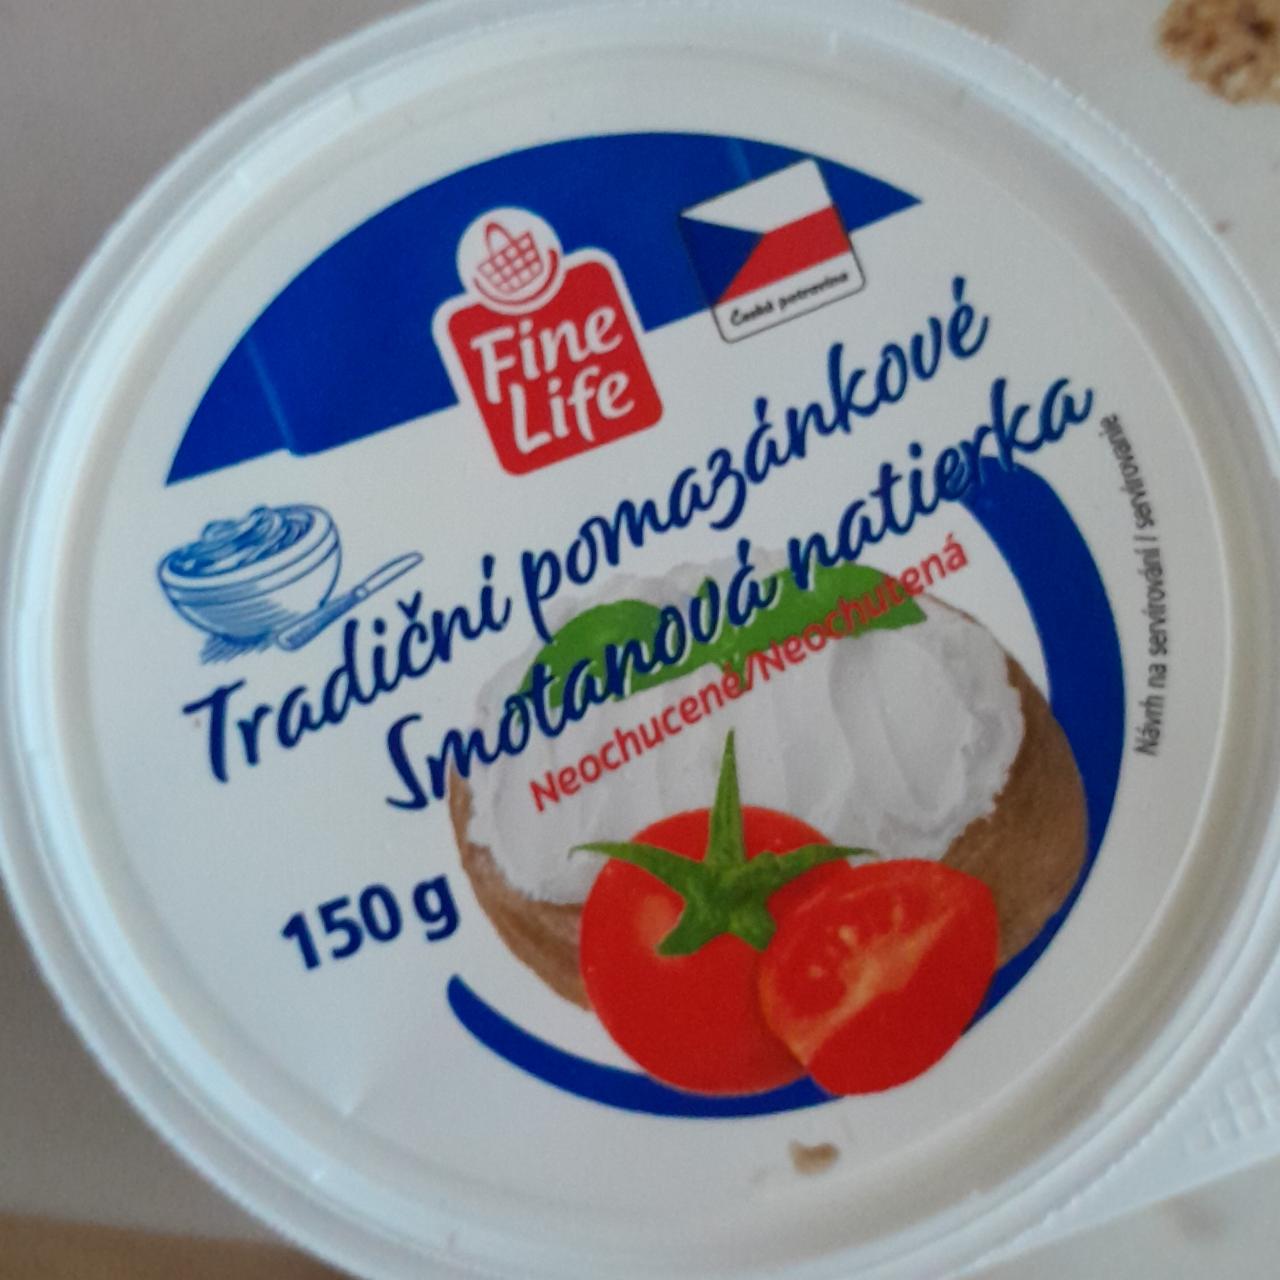 Fine
Life
Česká potravina
Tradiční pomazánkové
Smotanová natierka
Neochucené/Neochutená
150 g
Návrh na servírování / servírovanie